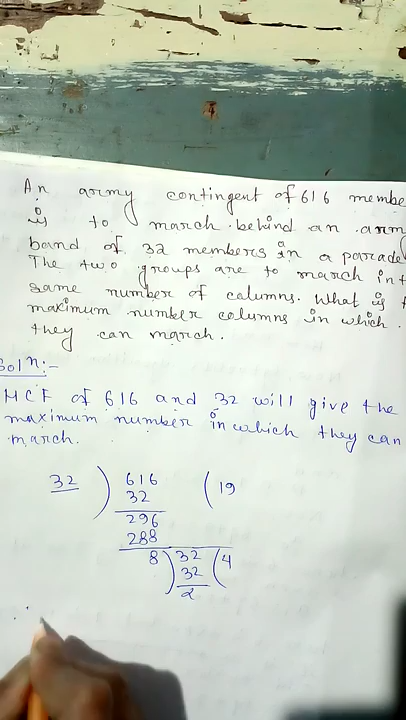 An army contingent of 616 membe
is to march behind an arm
band of 32 members in a parade
The two groups are to march int
same number of columns. What is t
maximum number columns in which
they can march.
Solⁿ:-
HCF of 616 and 32 will give the
maximum number in which they can
march.
32 ) 616 ( 19
32
296
288
8 ) 32 ( 4
32